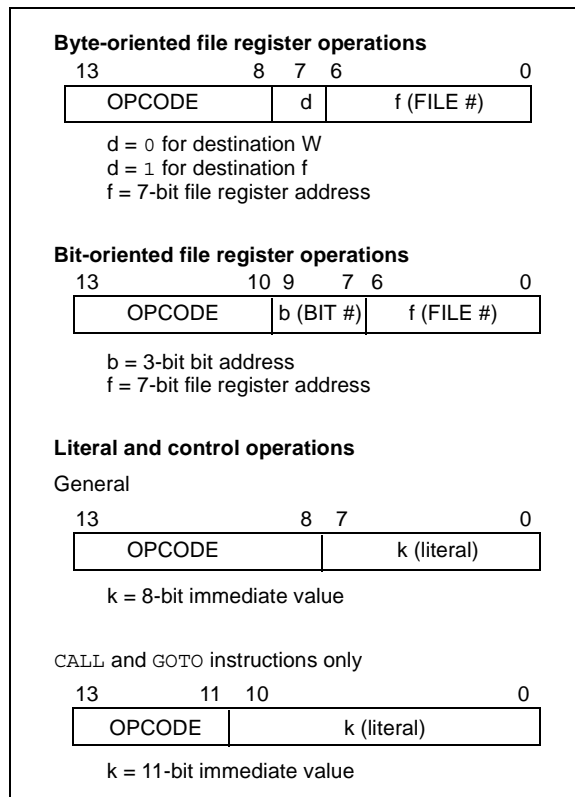 Byte-oriented file register operations
13 8 7 6 0
OPCODE d f (FILE #)
d = 0 for destination W
d = 1 for destination f
f = 7-bit file register address
Bit-oriented file register operations
13 10 9 7 6 0
OPCODE b (BIT #) f (FILE #)
b = 3-bit bit address
f = 7-bit file register address
Literal and control operations
General
13 8 7 0
OPCODE k (literal)
k = 8-bit immediate value
CALL and GOTO instructions only
13 11 10 0
OPCODE k (literal)
k = 11-bit immediate value